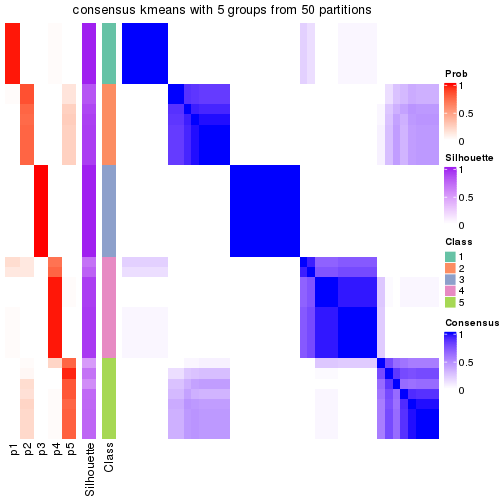 consensus kmeans with 5 groups from 50 partitions
Prob
1
0.5
0
Silhouette
1
0.5
0
Class
1
2
3
4
5
Consensus
1
0.5
0
p1
p2
p3
p4
p5
Silhouette
Class